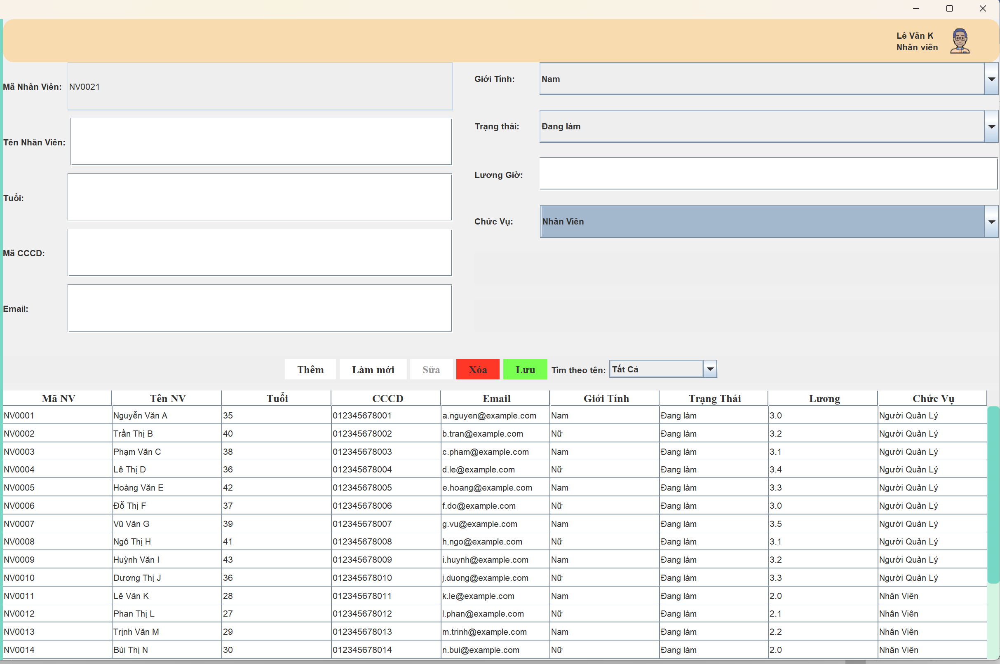 Lê Văn K
Nhân viên
Mã Nhân Viên: NV0021
Tên Nhân Viên:
Tuổi:
Mã CCCD:
Email:
Giới Tính: Nam
Trạng thái: Đang làm
Lương Giờ:
Chức Vụ: Nhân Viên
Thêm Làm mới Sửa Xóa Lưu Tìm theo tên: Tất Cả
Mã NV Tên NV Tuổi CCCD Email Giới Tính Trạng Thái Lương Chức Vụ
NV0001 Nguyễn Văn A 35 012345678001 a.nguyen@example.com Nam Đang làm 3.0 Người Quản Lý
NV0002 Trần Thị B 40 012345678002 b.tran@example.com Nữ Đang làm 3.2 Người Quản Lý
NV0003 Phạm Văn C 38 012345678003 c.pham@example.com Nam Đang làm 3.1 Người Quản Lý
NV0004 Lê Thị D 36 012345678004 d.le@example.com Nữ Đang làm 3.4 Người Quản Lý
NV0005 Hoàng Văn E 42 012345678005 e.hoang@example.com Nam Đang làm 3.3 Người Quản Lý
NV0006 Đỗ Thị F 37 012345678006 f.do@example.com Nữ Đang làm 3.0 Người Quản Lý
NV0007 Vũ Văn G 39 012345678007 g.vu@example.com Nam Đang làm 3.5 Người Quản Lý
NV0008 Ngô Thị H 41 012345678008 h.ngo@example.com Nữ Đang làm 3.1 Người Quản Lý
NV0009 Huỳnh Văn I 43 012345678009 i.huynh@example.com Nam Đang làm 3.2 Người Quản Lý
NV0010 Dương Thị J 36 012345678010 j.duong@example.com Nữ Đang làm 3.3 Người Quản Lý
NV0011 Lê Văn K 28 012345678011 k.le@example.com Nam Đang làm 2.0 Nhân Viên
NV0012 Phan Thị L 27 012345678012 l.phan@example.com Nữ Đang làm 2.1 Nhân Viên
NV0013 Trịnh Văn M 29 012345678013 m.trinh@example.com Nam Đang làm 2.2 Nhân Viên
NV0014 Bùi Thị N 30 012345678014 n.bui@example.com Nữ Đang làm 2.0 Nhân Viên